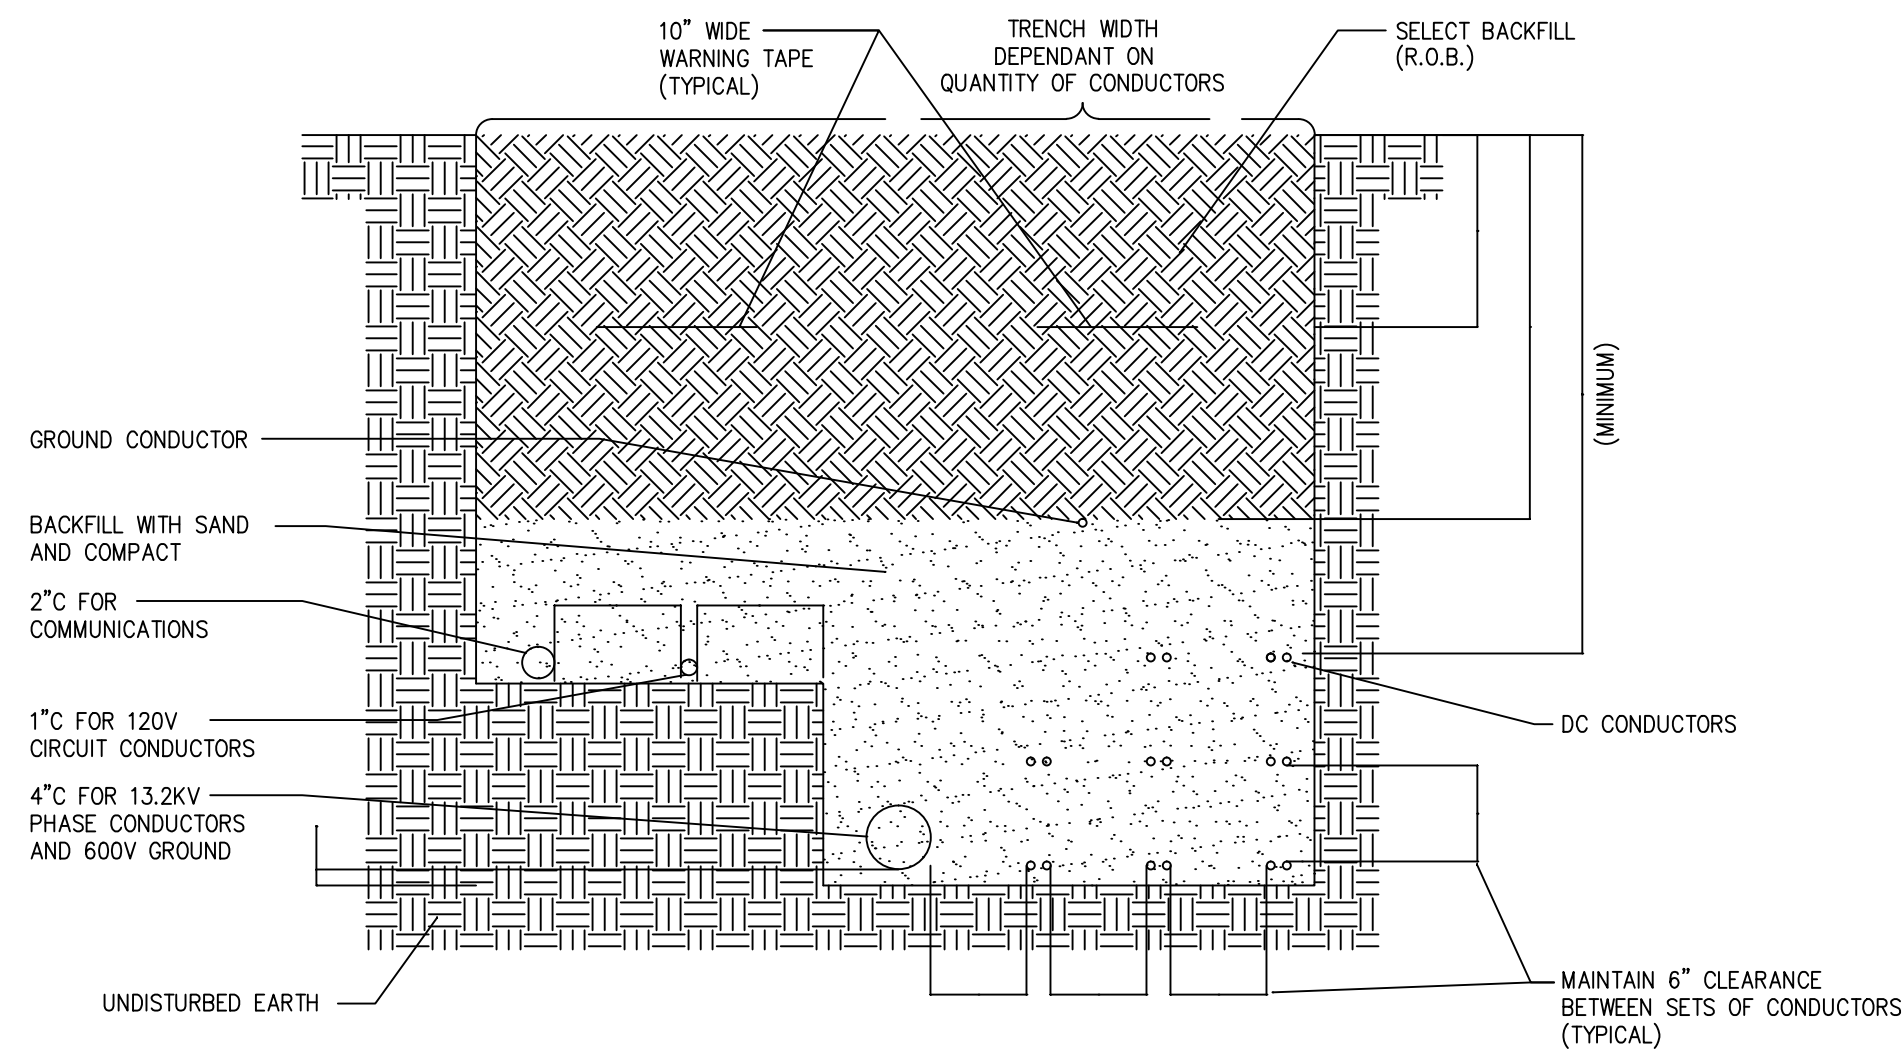 10” WIDE
WARNING TAPE
(TYPICAL)
TRENCH WIDTH
DEPENDANT ON
QUANTITY OF CONDUCTORS
SELECT BACKFILL
(R.O.B.)
(MINIMUM)
GROUND CONDUCTOR
BACKFILL WITH SAND
AND COMPACT
2”C FOR
COMMUNICATIONS
1”C FOR 120V
CIRCUIT CONDUCTORS
4”C FOR 13.2KV
PHASE CONDUCTORS
AND 600V GROUND
UNDISTURBED EARTH
DC CONDUCTORS
MAINTAIN 6” CLEARANCE
BETWEEN SETS OF CONDUCTORS
(TYPICAL)